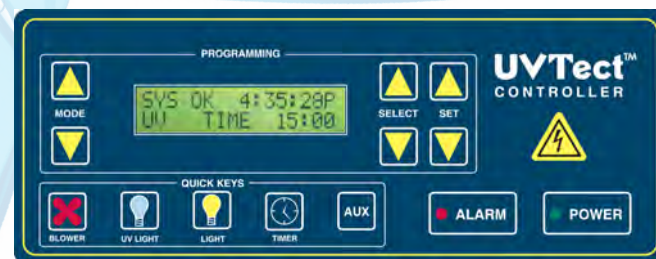 PROGRAMMING
MODE
SYS OK 4:35:28P
UV TIME 15:00
SELECT
SET
UVTect™
CONTROLLER
QUICK KEYS
BLOWER
UV LIGHT
LIGHT
TIMER
AUX
ALARM
POWER